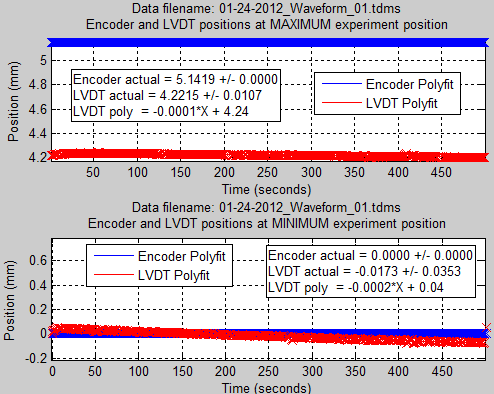 Data filename: 01-24-2012_Waveform_01.tdms
Encoder and LVDT positions at MAXIMUM experiment position
Position (mm)
5
4.8
4.6
4.4
4.2
Encoder actual = 5.1419 +/- 0.0000
LVDT actual = 4.2215 +/- 0.0107
LVDT poly = -0.0001*X + 4.24
Encoder Polyfit
LVDT Polyfit
50 100 150 200 250 300 350 400 450
Time (seconds)
Data filename: 01-24-2012_Waveform_01.tdms
Encoder and LVDT positions at MINIMUM experiment position
Position (mm)
0.6
0.4
0.2
0
-0.2
Encoder Polyfit
LVDT Polyfit
Encoder actual = 0.0000 +/- 0.0000
LVDT actual = -0.0173 +/- 0.0353
LVDT poly = -0.0002*X + 0.04
0 50 100 150 200 250 300 350 400 450
Time (seconds)